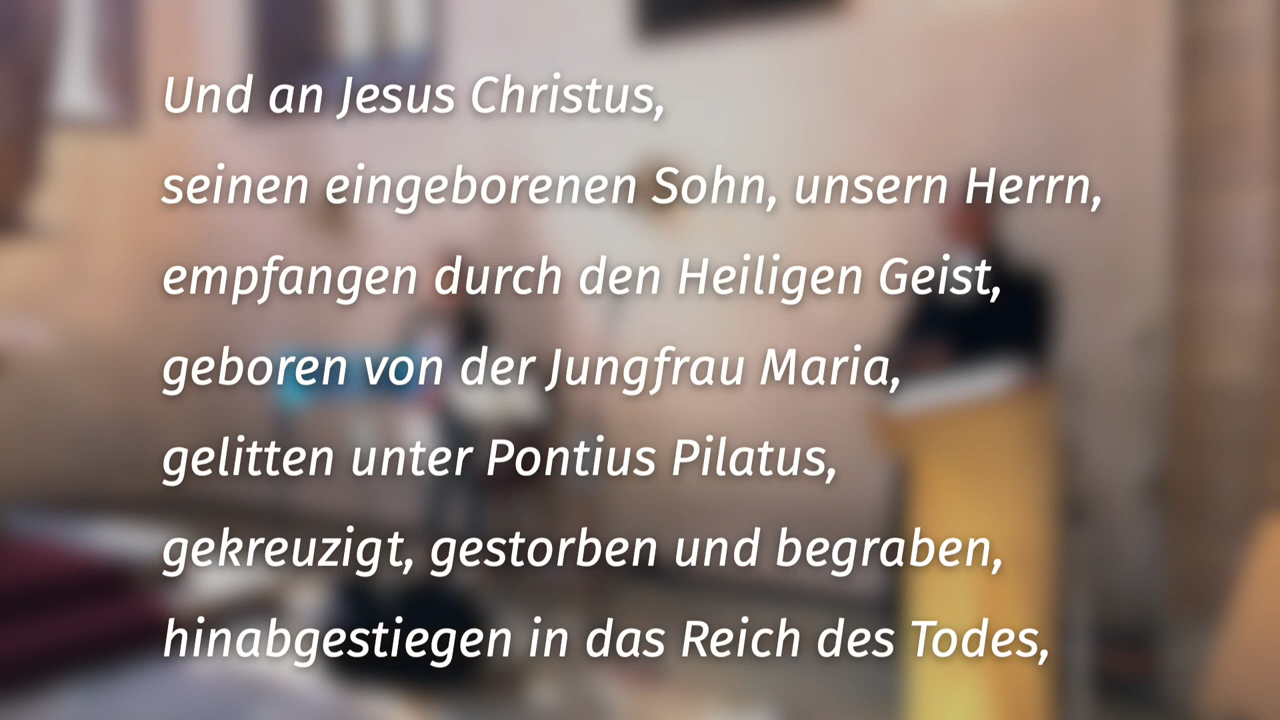 Und an Jesus Christus,
seinen eingeborenen Sohn, unsern Herrn,
empfangen durch den Heiligen Geist,
geboren von der Jungfrau Maria,
gelitten unter Pontius Pilatus,
gekreuzigt, gestorben und begraben,
hinabgestiegen in das Reich des Todes,